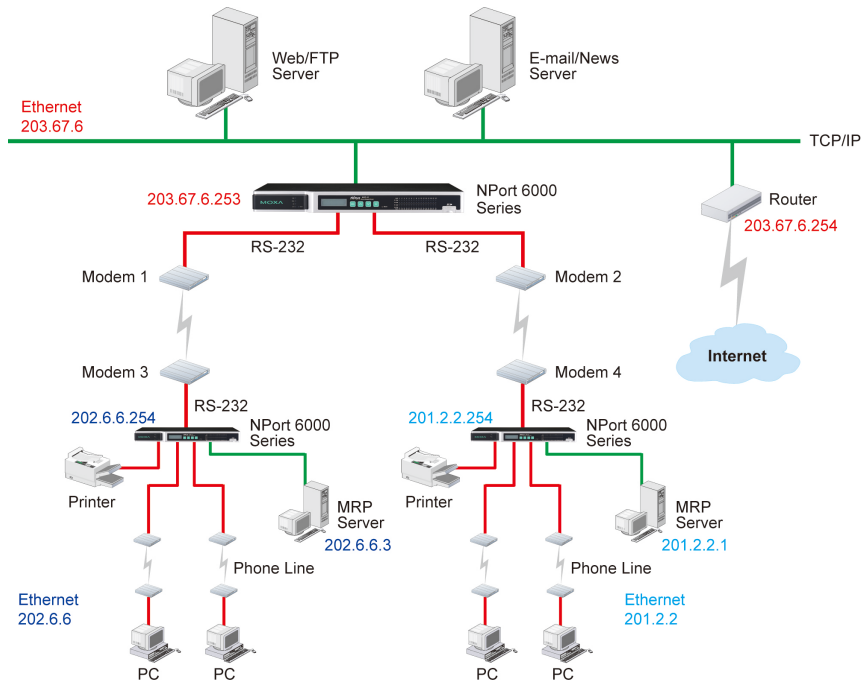 Web/FTP
Server
E-mail/News
Server
Ethernet
203.67.6
TCP/IP
203.67.6.253
MOXA
NPort 6000
Series
Router
203.67.6.254
RS-232
RS-232
Modem 1
Modem 2
Internet
Modem 3
Modem 4
RS-232
RS-232
202.6.6.254
NPort 6000
Series
201.2.2.254
NPort 6000
Series
Printer
MRP
Server
202.6.6.3
Printer
MRP
Server
201.2.2.1
Phone Line
Phone Line
Ethernet
202.6.6
Ethernet
201.2.2
PC
PC
PC
PC